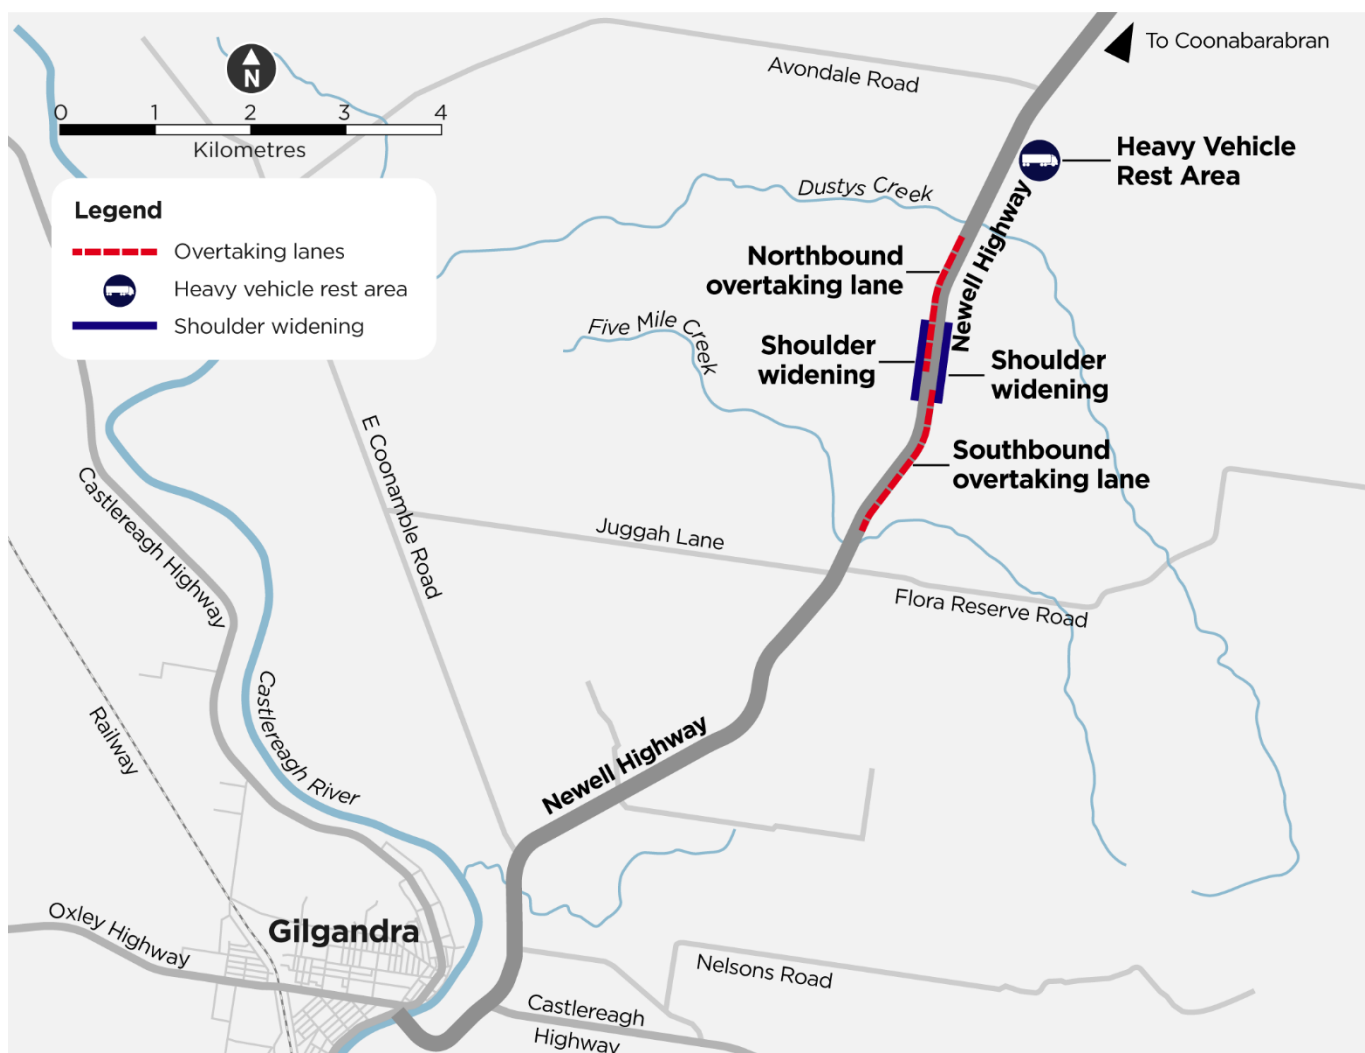 To Coonabarabran
Avondale Road
N
0 1 2 3 4
Kilometres
Heavy Vehicle
Rest Area
Legend
Overtaking lanes
Heavy vehicle rest area
Shoulder widening
Dustys Creek
Newell Highway
Northbound
overtaking lane
Five Mile Creek
Shoulder
widening
Shoulder
widening
E Coonamble Road
Southbound
overtaking lane
Castlereagh Highway
Juggah Lane
Flora Reserve Road
Castlereagh River
Railway
Newell Highway
Gilgandra
Oxley Highway
Nelsons Road
Castlereagh
Highway